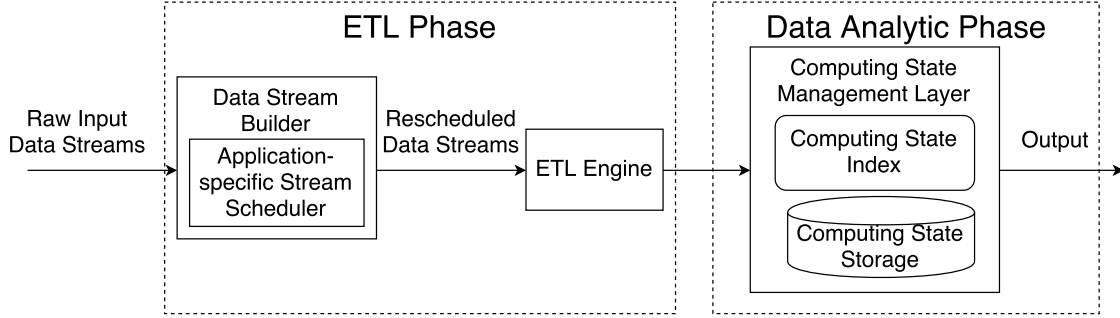 ETL Phase
Data Analytic Phase
Raw Input
Data Streams
Data Stream
Builder
Application-
specific Stream
Scheduler
Rescheduled
Data Streams
ETL Engine
Computing State
Management Layer
Computing State
Index
Computing State
Storage
Output